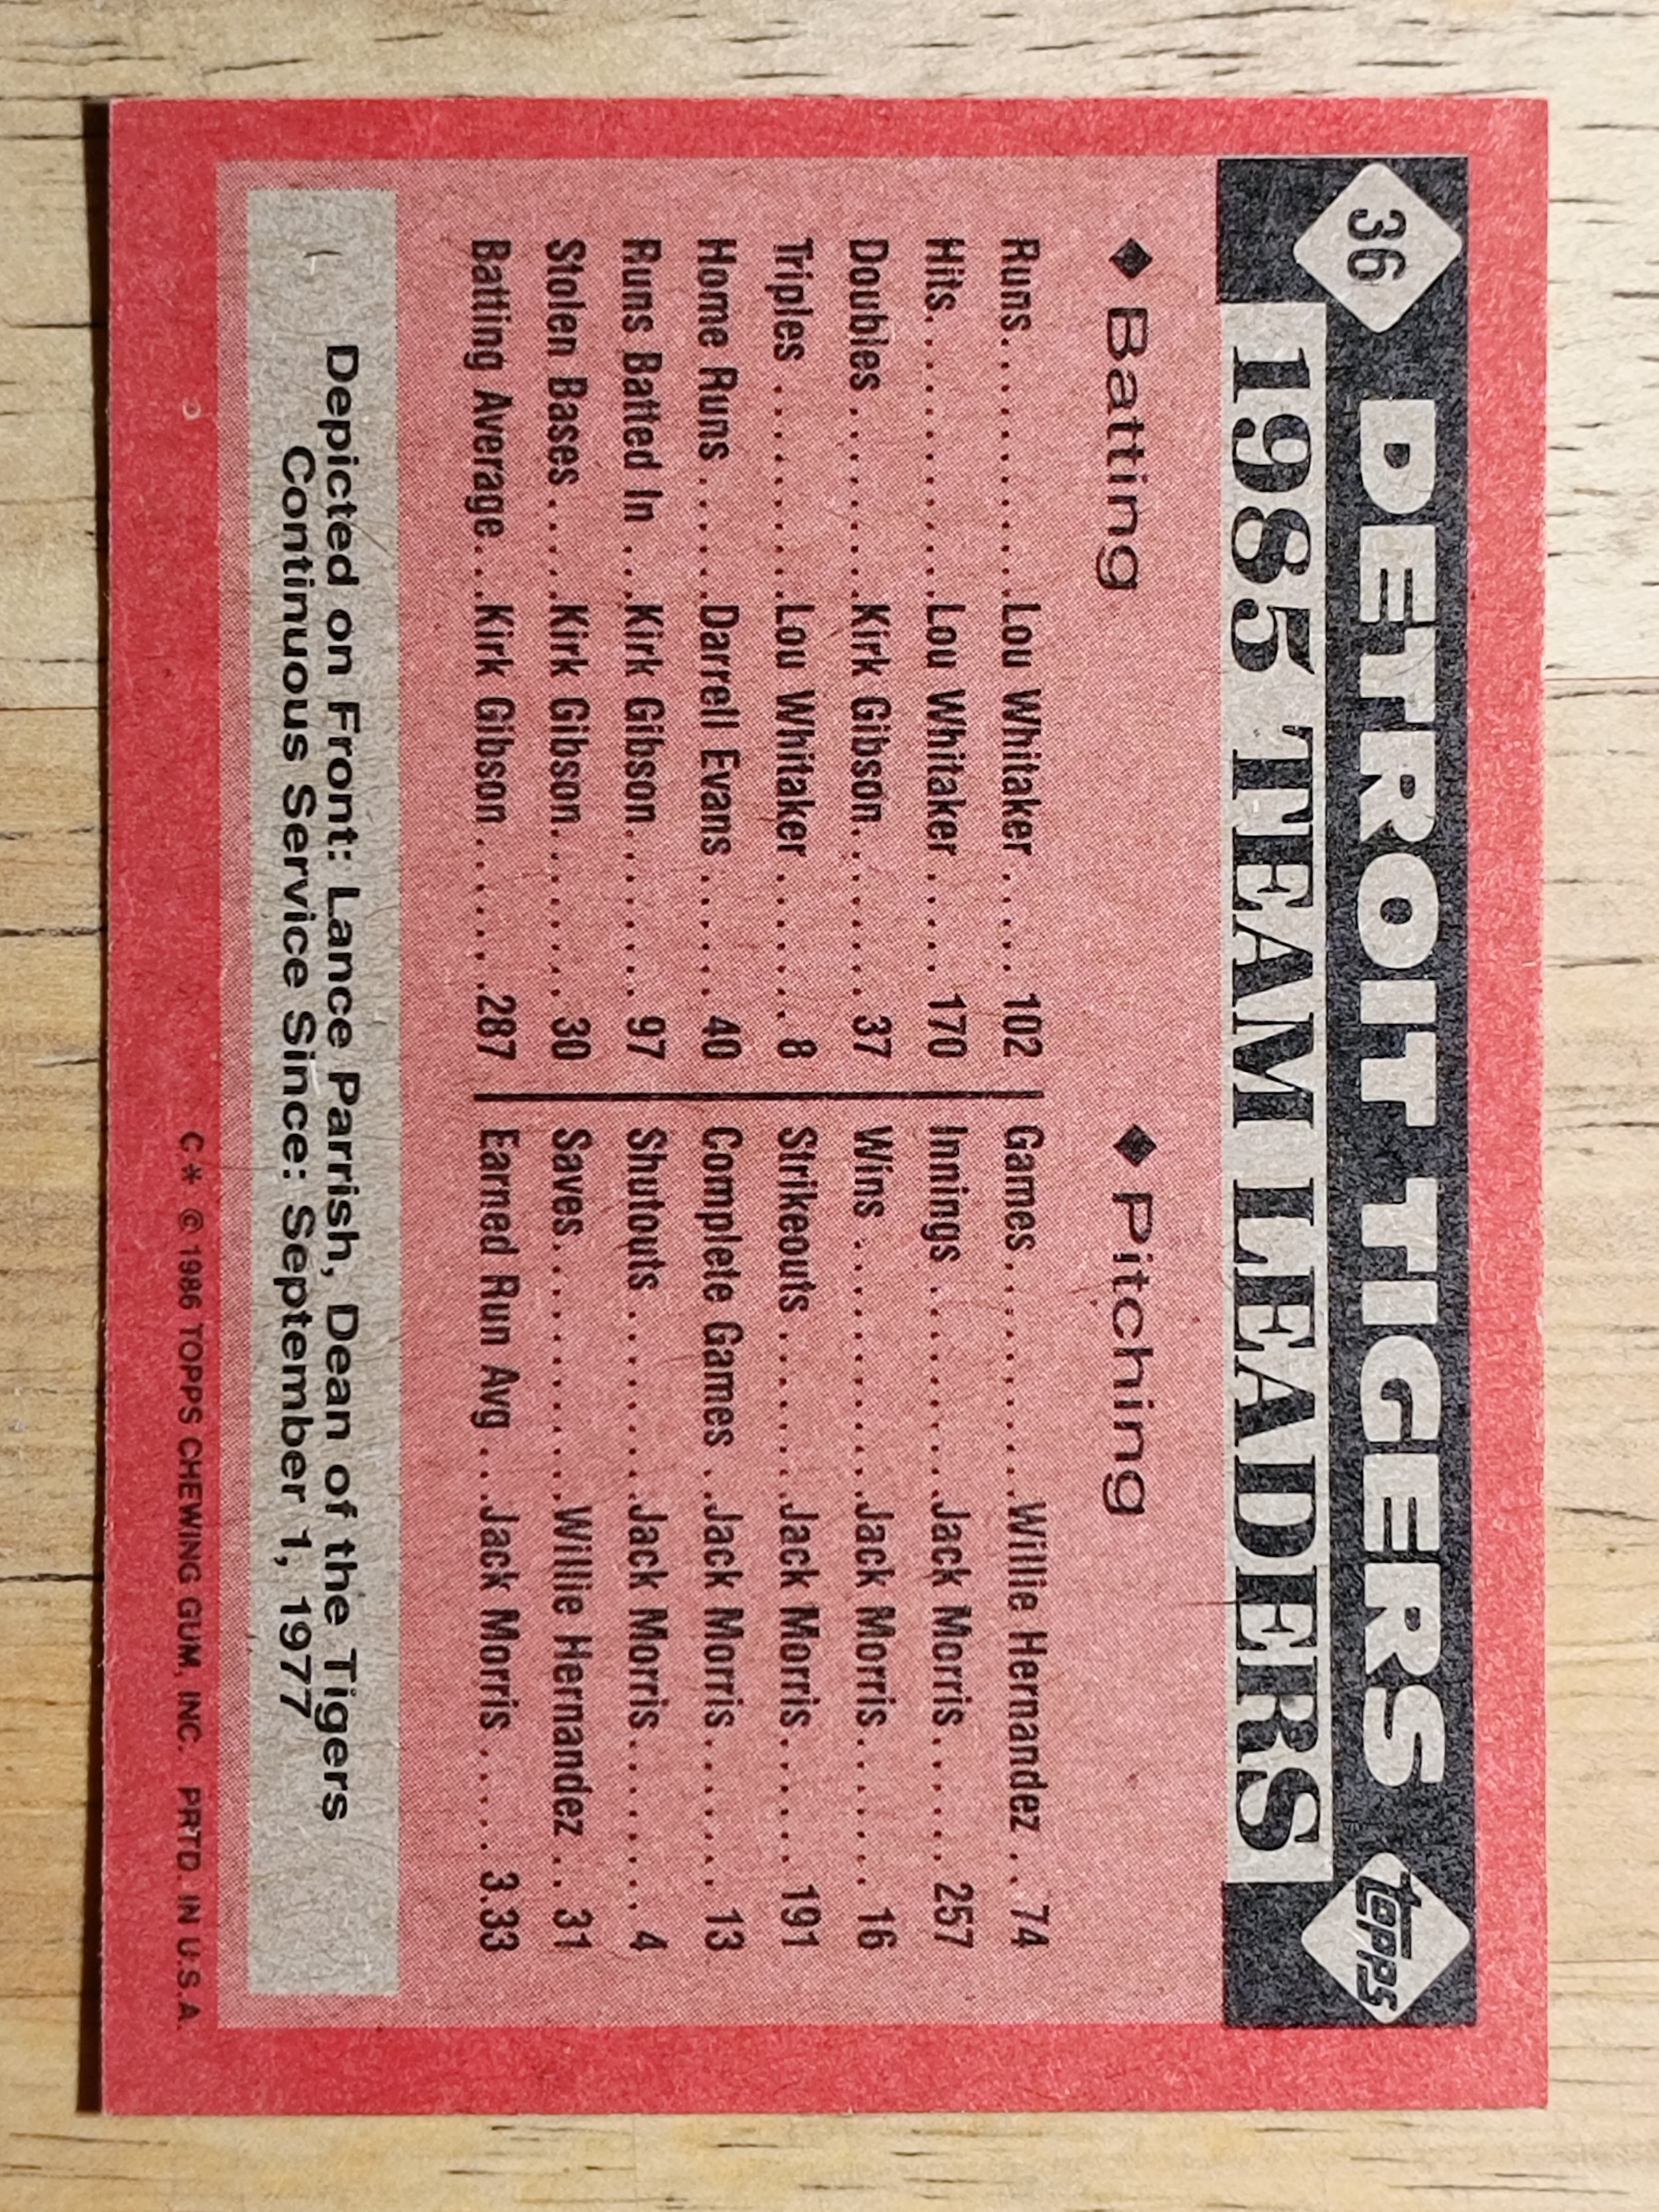 36 DETROIT TIGERS topps
1985 TEAM LEADERS
◆ Batting
Runs. . . . . . . . . . . .Lou Whitaker. . . . . 102
Hits. . . . . . . . . . . . .Lou Whitaker . . . . 170
Doubles . . . . . . . . .Kirk Gibson. . . . . . . . 37
Triples . . . . . . . . . .Lou Whitaker . . . . . . . 8
Home Runs . . . . . .Darrell Evans . . . . . . 40
Runs Batted In . . .Kirk Gibson. . . . . . . . 97
Stolen Bases. . . . .Kirk Gibson. . . . . . . . 30
Batting Average. . .Kirk Gibson. . . . . . . .287
◆ Pitching
Games. . . . . . . . . .Willie Hernandez . . 74
Innings . . . . . . . . .Jack Morris. . . . . . 257
Wins . . . . . . . . . . .Jack Morris. . . . . . . 16
Strikeouts . . . . . . .Jack Morris. . . . . . 191
Complete Games . .Jack Morris. . . . . . . 13
Shutouts . . . . . . . .Jack Morris. . . . . . . . 4
Saves. . . . . . . . . . .Willie Hernandez. . . 31
Earned Run Avg . . .Jack Morris . . . . . 3.33
Depicted on Front: Lance Parrish, Dean of the Tigers
Continuous Service Since: September 1, 1977
C* © 1986 TOPPS CHEWING GUM, INC. PRTD. IN U.S.A.